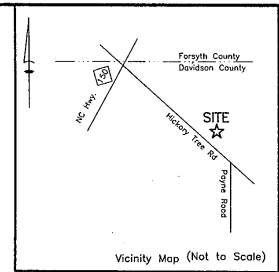 Forsyth County
Davidson County
150
NC Hwy.
SITE
Hickory Tree Rd
Payne Road
Vicinity Map (Not to Scale)